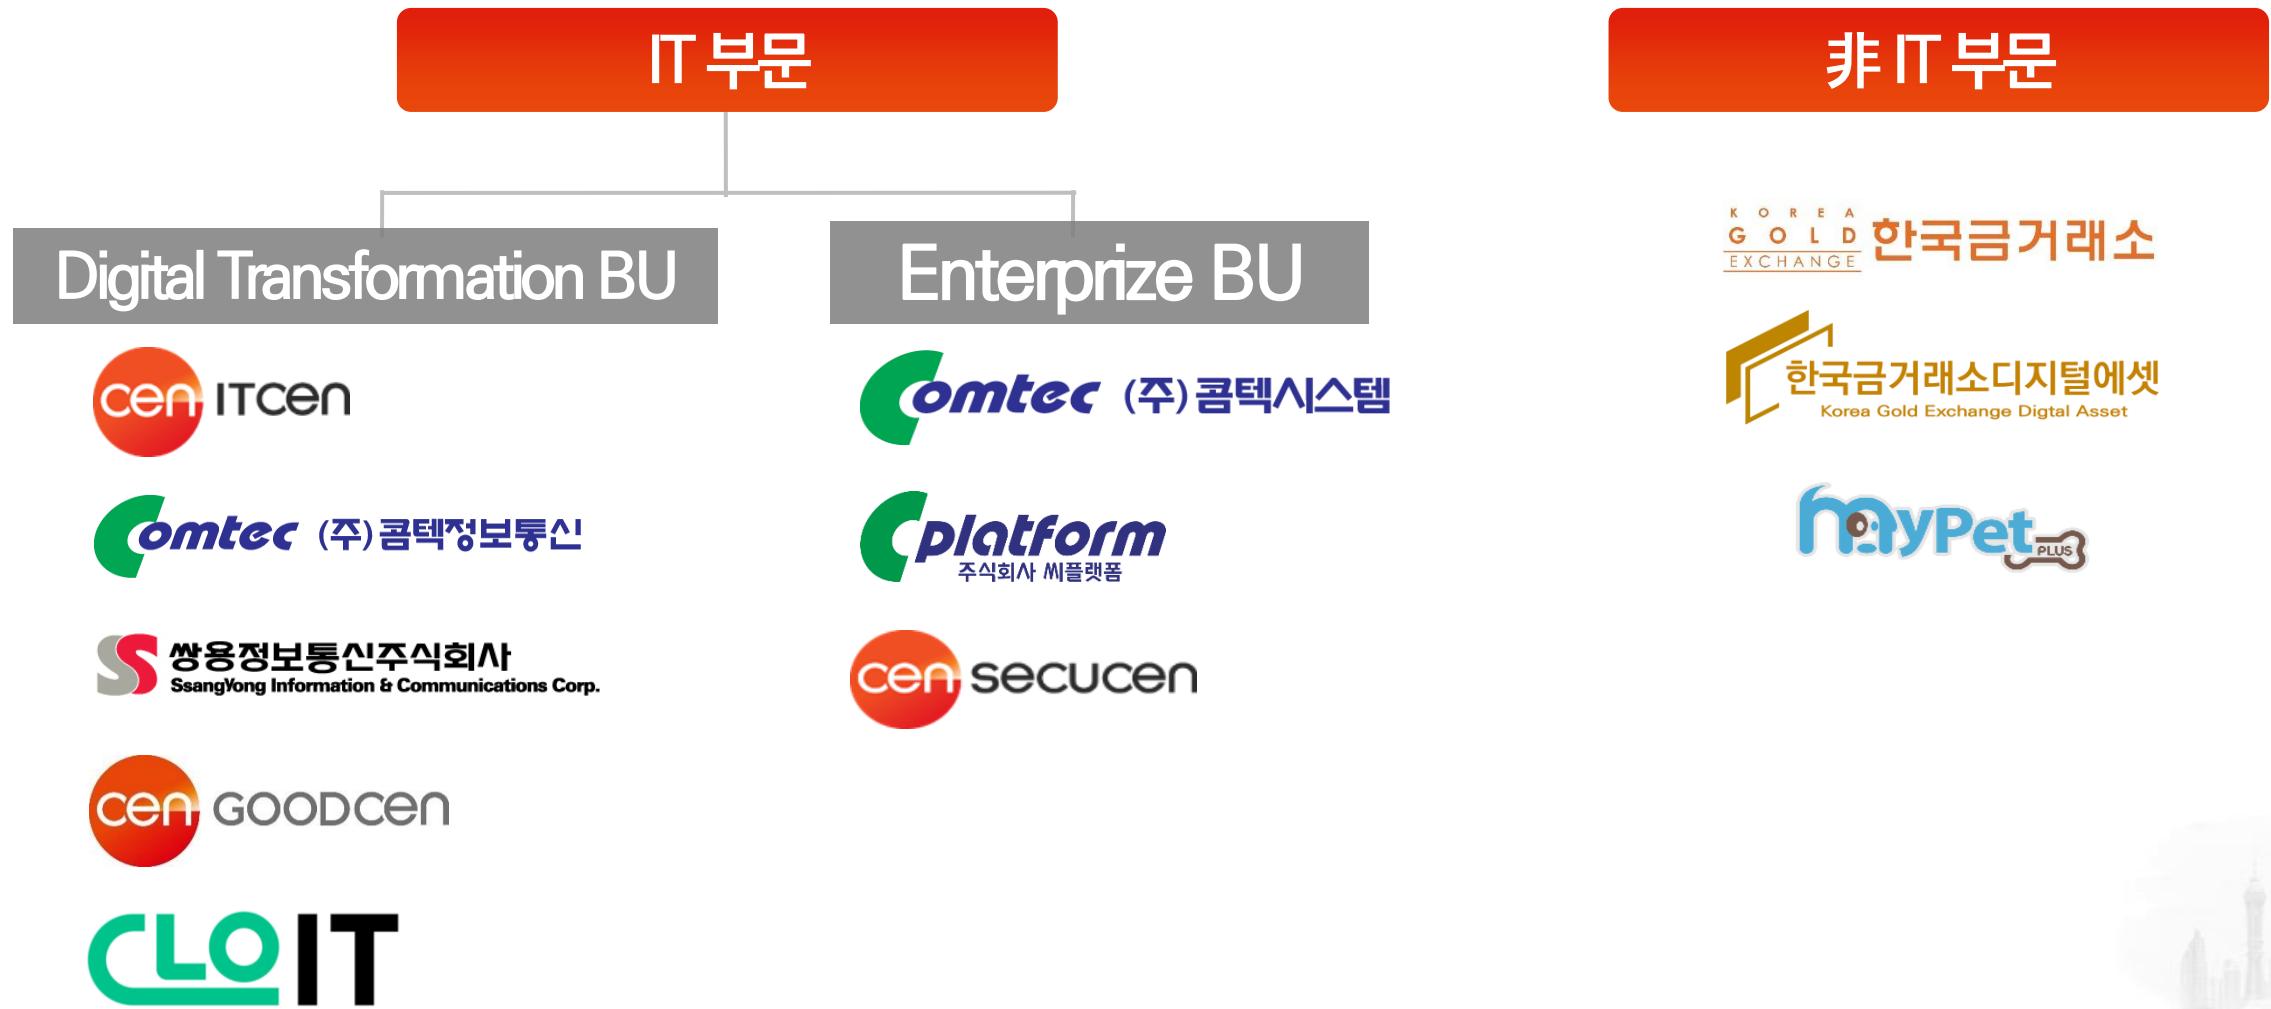 IT 부문
Digital Transformation BU
cen ITCEN
Comtec (주)콤텍정보통신
쌍용정보통신주식회사
SsangYong Information & Communications Corp.
cen GOODCEN
CLOIT
Enterprize BU
Comtec (주)콤텍시스템
Cplatform
주식회사 씨플랫폼
cen SECUCEN
非 IT 부문
KOREA
GOLD
EXCHANGE
한국금거래소
한국금거래소디지털에셋
Korea Gold Exchange Digtal Asset
myPet
PLUS